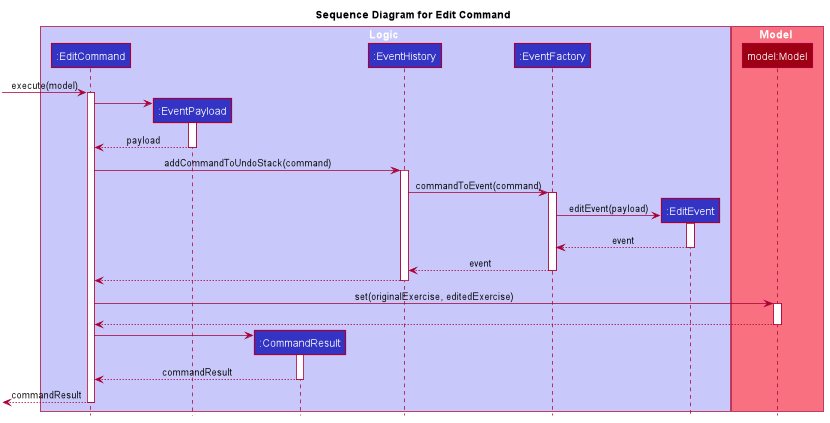 Sequence Diagram for Edit Command
Logic
Model
:EditCommand
:EventHistory
:EventFactory
model:Model
execute(model)
:EventPayload
payload
addCommandToUndoStack(command)
commandToEvent(command)
editEvent(payload)
:EditEvent
event
event
set(originalExercise, editedExercise)
:CommandResult
commandResult
commandResult